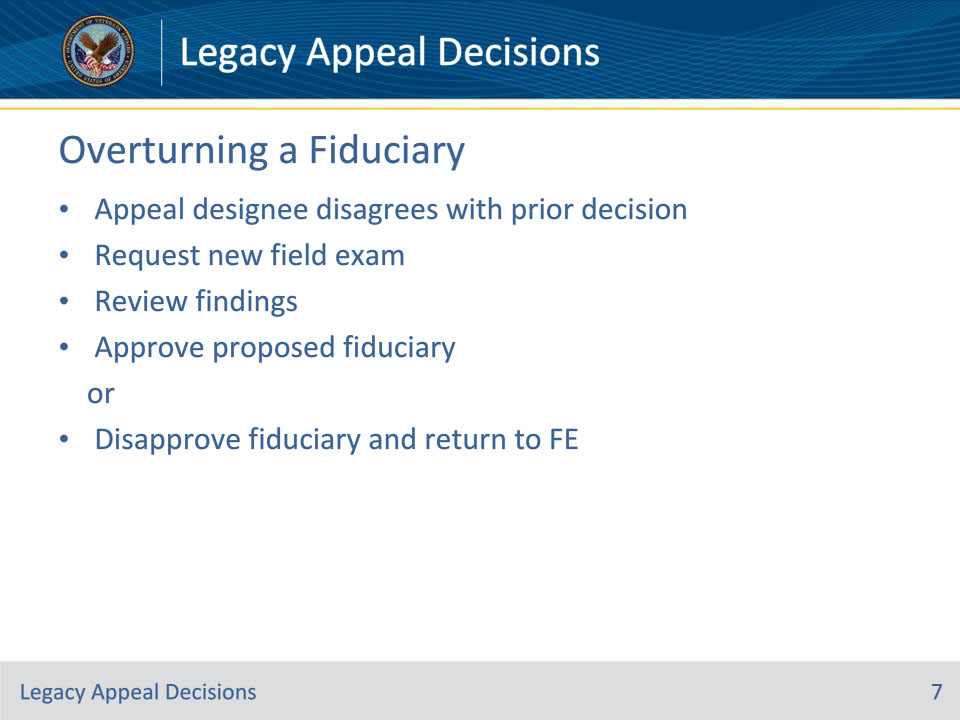 Legacy Appeal Decisions
Overturning a Fiduciary
• Appeal designee disagrees with prior decision
• Request new field exam
• Review findings
• Approve proposed fiduciary
or
• Disapprove fiduciary and return to FE
Legacy Appeal Decisions
7